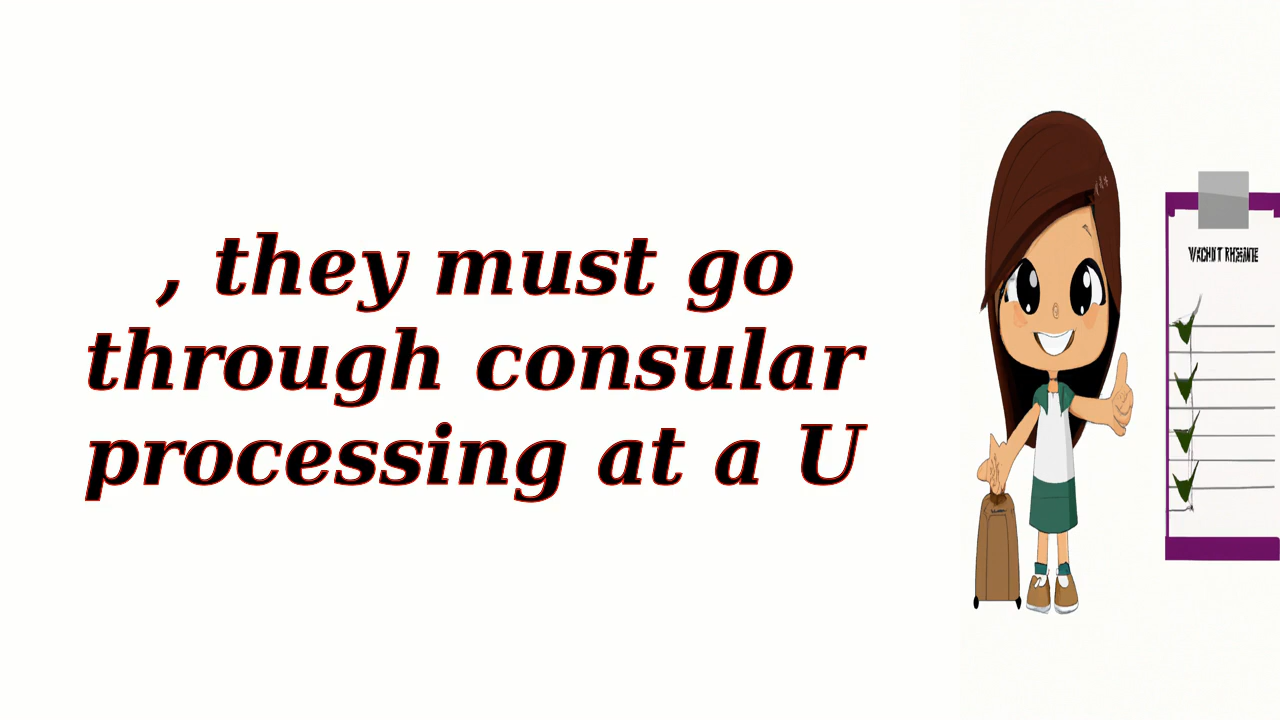 , they must go
through consular
processing at a U